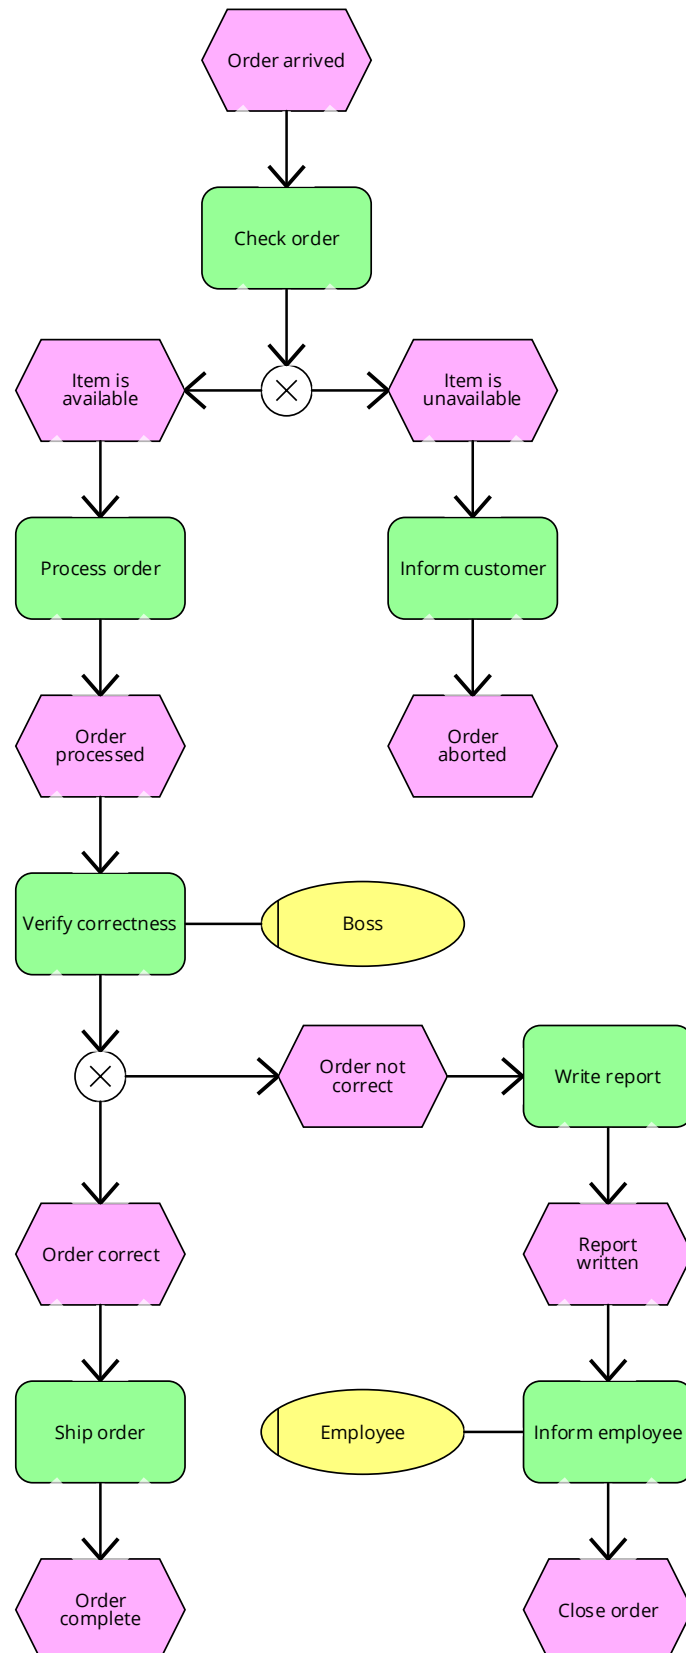 Order arrived
Check order
Item is
available
Item is
unavailable
Process order
Inform customer
Order
processed
Order
aborted
Verify correctness
Boss
Order not
correct
Write report
Order correct
Report
written
Ship order
Employee
Inform employee
Order
complete
Close order